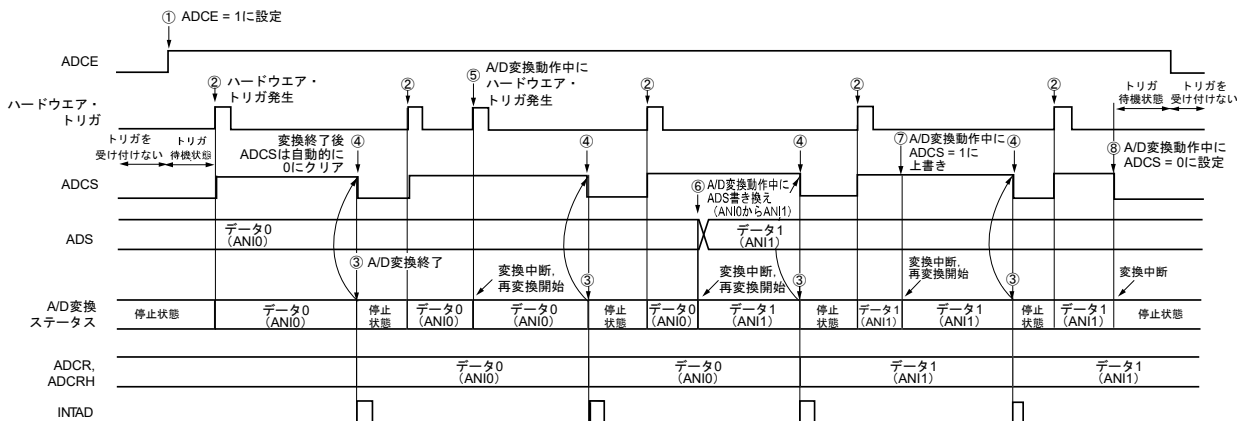 ① ADCE = 1に設定
ADCE
② ハードウエア・
トリガ発生
②
⑤ A/D変換動作中に
ハードウエア・
トリガ発生
②
②
②
トリガ
待機状態
トリガを
受け付けない
ハードウエア・
トリガ
トリガを
受け付けない
トリガ
待機状態
変換終了後
ADCSは自動的に
0にクリア
④
④
④
⑦ A/D変換動作中に
ADCS = 1に
上書き
④
⑧ A/D変換動作中に
ADCS = 0に設定
ADCS
⑥ A/D変換動作中に
ADS書き換え
(ANI0からANI1)
ADS
データ0
(ANI0)
データ1
(ANI1)
③ A/D変換終了
変換中断,
再変換開始
③
変換中断,
再変換開始
③
変換中断,
再変換開始
③
変換中断
A/D変換
ステータス
停止状態
データ0
(ANI0)
停止
状態
データ0
(ANI0)
データ0
(ANI0)
停止
状態
データ0
(ANI0)
データ1
(ANI1)
停止
状態
データ1
(ANI1)
データ1
(ANI1)
停止
状態
データ1
(ANI1)
停止状態
ADCR,
ADCRH
データ0
(ANI0)
データ0
(ANI0)
データ1
(ANI1)
データ1
(ANI1)
INTAD